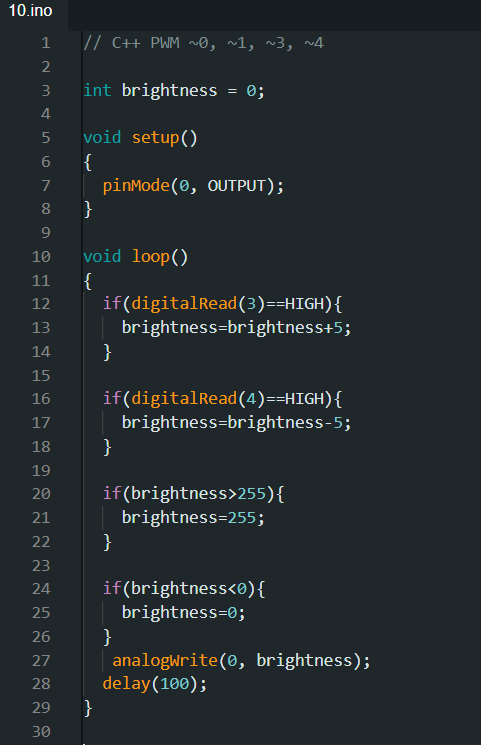 10.ino
1 // C++ PWM ~0, ~1, ~3, ~4
2
3 int brightness = 0;
4
5 void setup()
6 {
7   pinMode(0, OUTPUT);
8 }
9
10 void loop()
11 {
12   if(digitalRead(3)==HIGH){
13     brightness=brightness+5;
14   }
15
16   if(digitalRead(4)==HIGH){
17     brightness=brightness-5;
18   }
19
20   if(brightness>255){
21     brightness=255;
22   }
23
24   if(brightness<0){
25     brightness=0;
26   }
27    analogWrite(0, brightness);
28   delay(100);
29 }
30